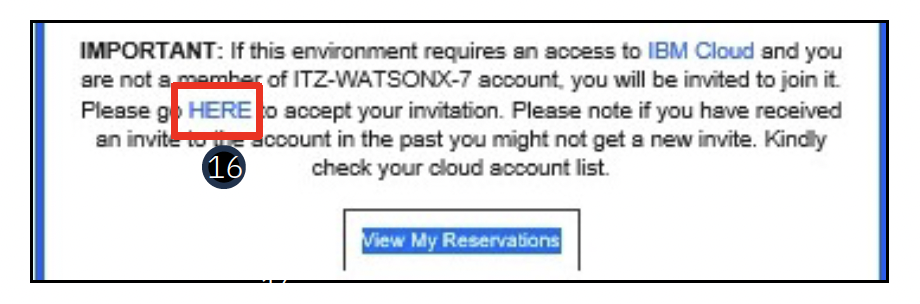 IMPORTANT: If this environment requires an access to IBM Cloud and you
are not a member of ITZ-WATSONX-7 account, you will be invited to join it.
Please go HERE to accept your invitation. Please note if you have received
an invite to the account in the past you might not get a new invite. Kindly
16 check your cloud account list.
View My Reservations